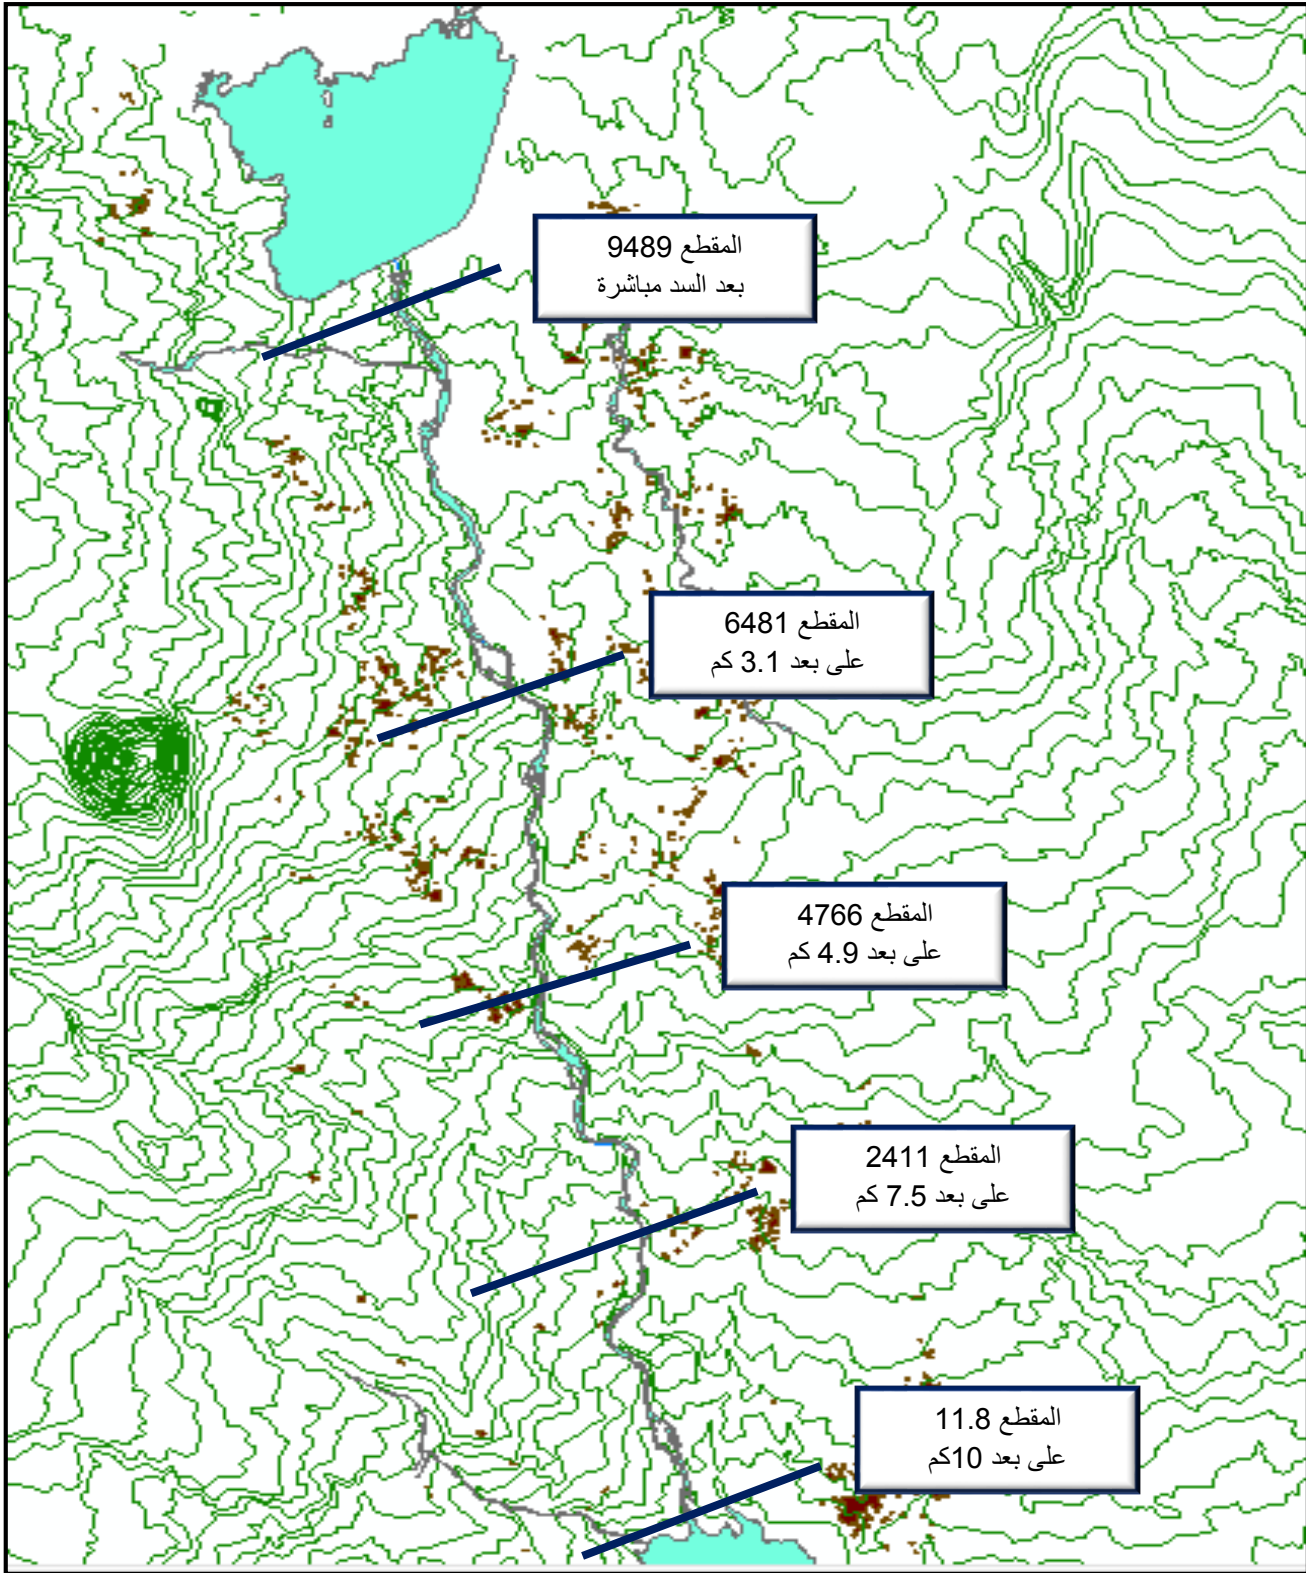 المقطع 9489
بعد السد مباشرة
المقطع 6481
على بعد 3.1 كم
المقطع 4766
على بعد 4.9 كم
المقطع 2411
على بعد 7.5 كم
المقطع 11.8
على بعد 10كم